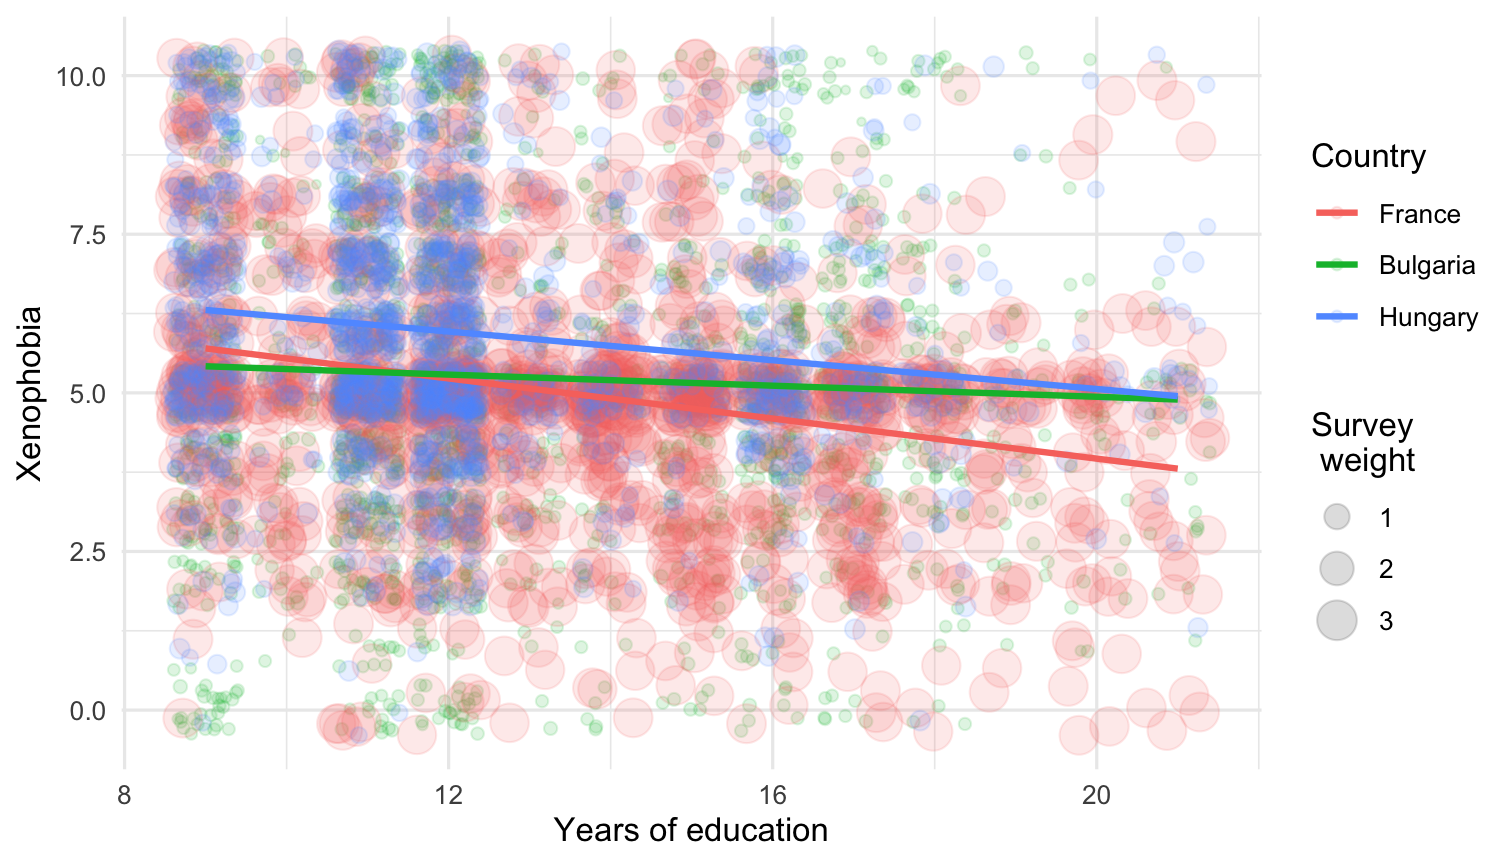 10.0
7.5
5.0
2.5
0.0
Xenophobia
8
12
16
20
Years of education
Country
France
Bulgaria
Hungary
Survey
weight
1
2
3